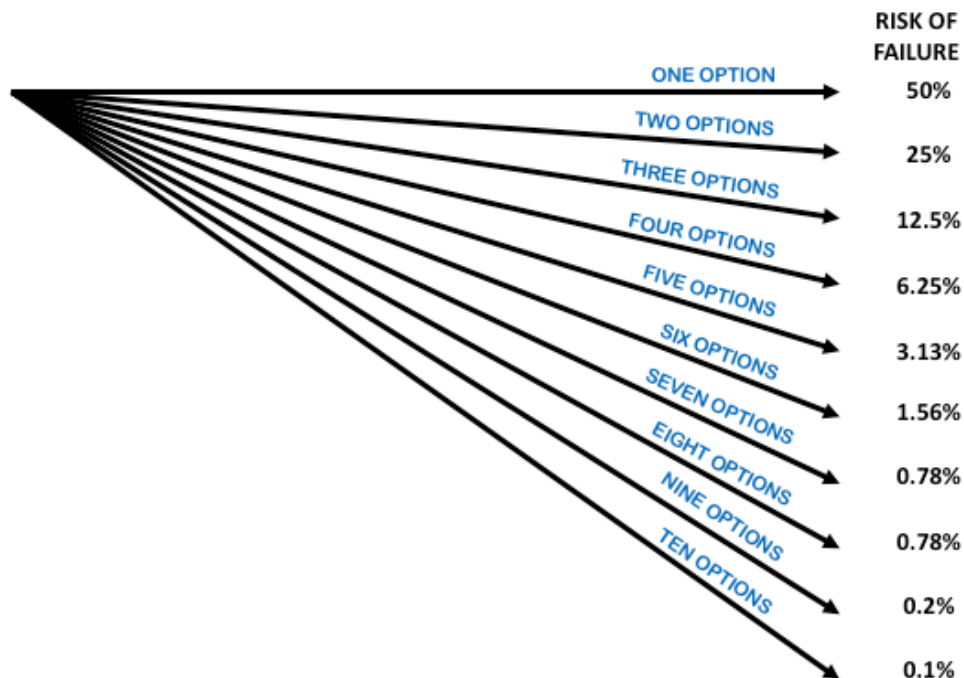 RISK OF
FAILURE
ONE OPTION
50%
TWO OPTIONS
25%
THREE OPTIONS
12.5%
FOUR OPTIONS
6.25%
FIVE OPTIONS
3.13%
SIX OPTIONS
1.56%
SEVEN OPTIONS
0.78%
EIGHT OPTIONS
0.78%
NINE OPTIONS
0.2%
TEN OPTIONS
0.1%